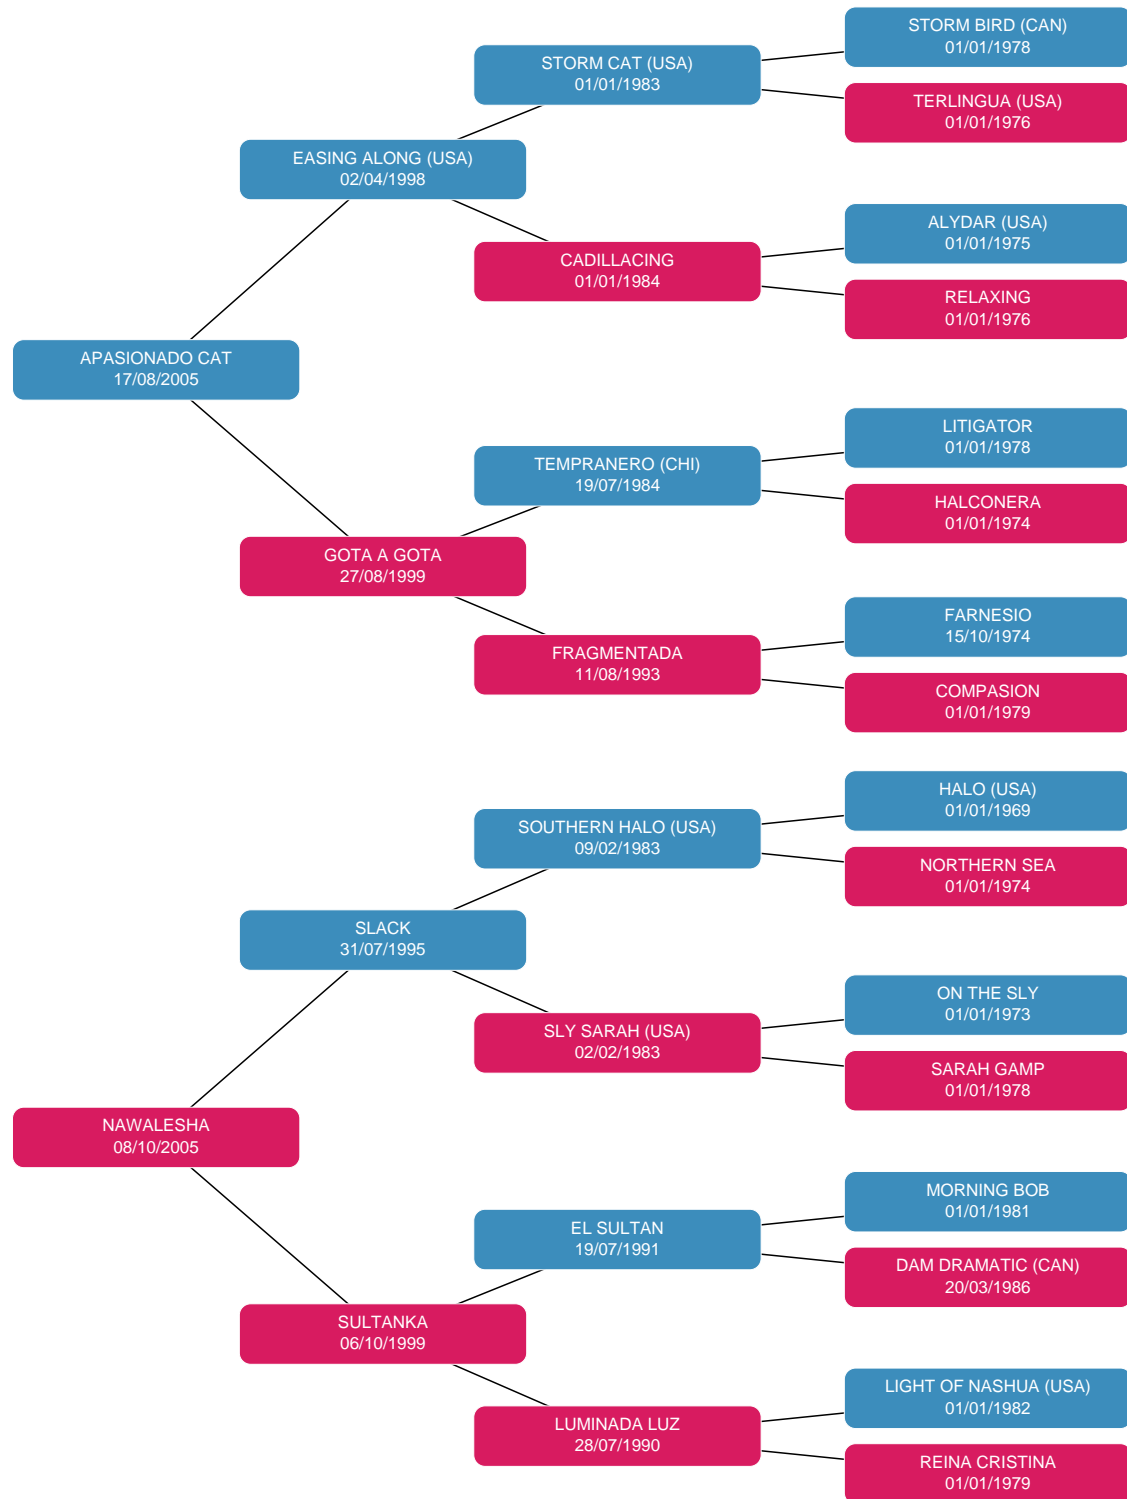 STORM BIRD (CAN)
01/01/1978
STORM CAT (USA)
01/01/1983
TERLINGUA (USA)
01/01/1976
EASING ALONG (USA)
02/04/1998
ALYDAR (USA)
01/01/1975
CADILLACING
01/01/1984
RELAXING
01/01/1976
APASIONADO CAT
17/08/2005
LITIGATOR
01/01/1978
TEMPRANERO (CHI)
19/07/1984
HALCONERA
01/01/1974
GOTA A GOTA
27/08/1999
FARNESIO
15/10/1974
FRAGMENTADA
11/08/1993
COMPASION
01/01/1979
HALO (USA)
01/01/1969
SOUTHERN HALO (USA)
09/02/1983
NORTHERN SEA
01/01/1974
SLACK
31/07/1995
ON THE SLY
01/01/1973
SLY SARAH (USA)
02/02/1983
SARAH GAMP
01/01/1978
NAWALESHA
08/10/2005
MORNING BOB
01/01/1981
EL SULTAN
19/07/1991
DAM DRAMATIC (CAN)
20/03/1986
SULTANKA
06/10/1999
LIGHT OF NASHUA (USA)
01/01/1982
LUMINADA LUZ
28/07/1990
REINA CRISTINA
01/01/1979